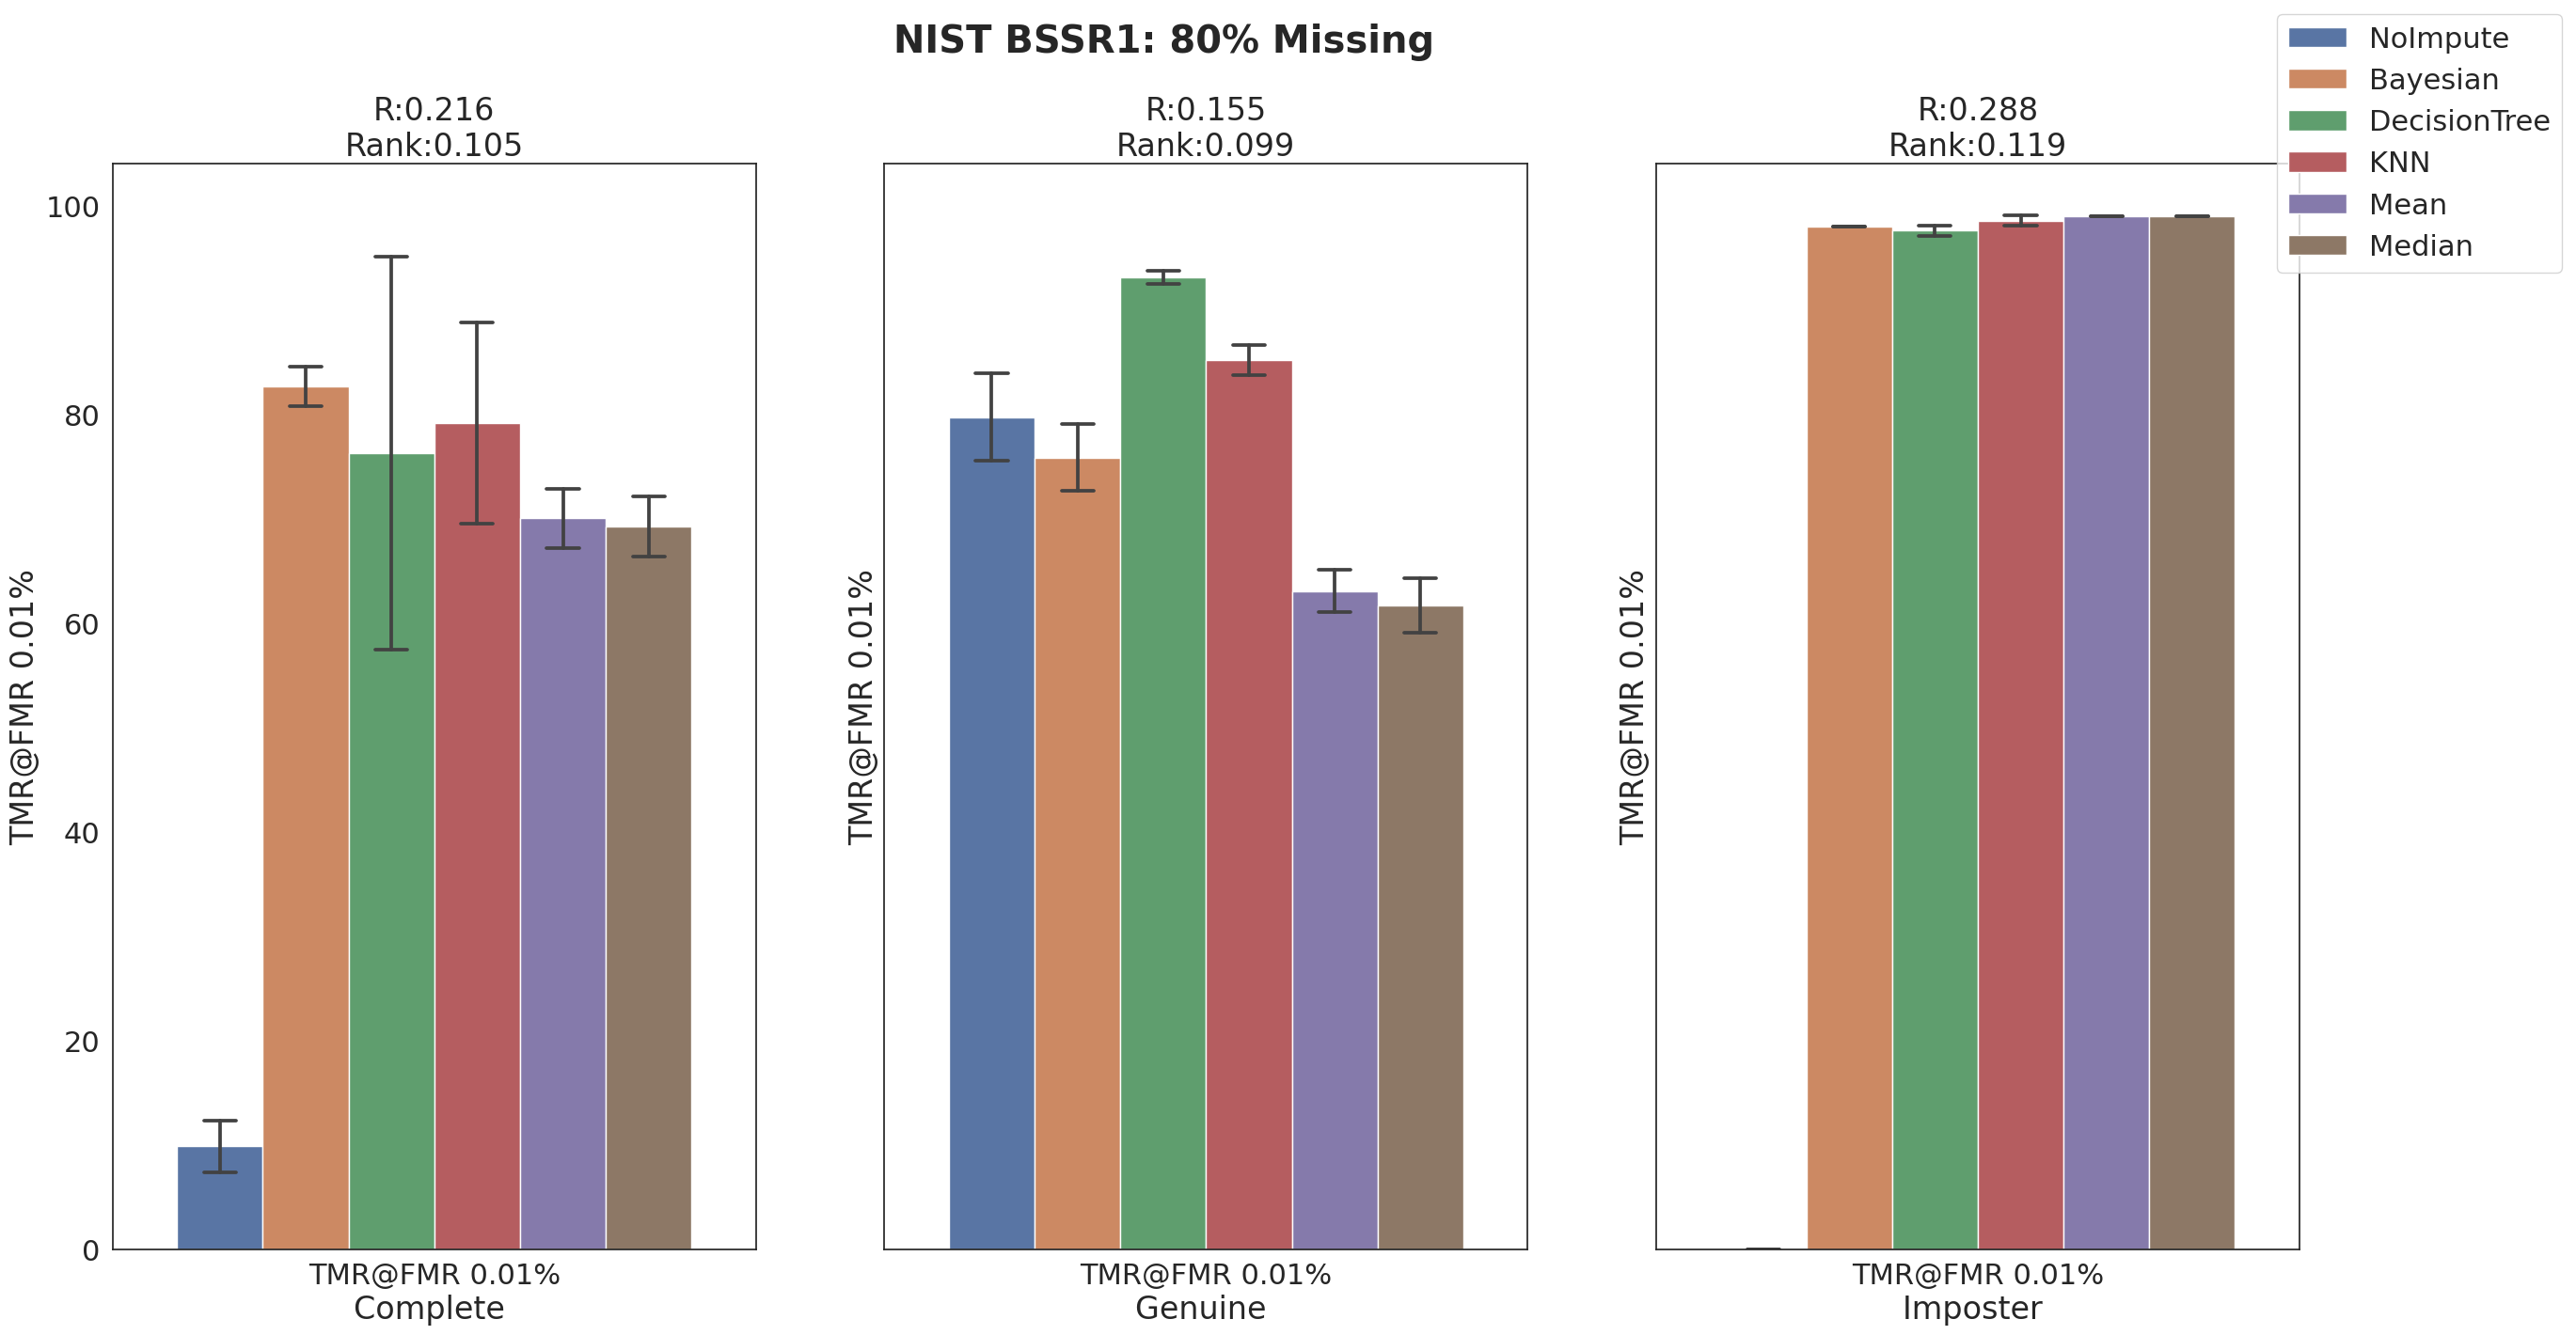 NIST BSSR1: 80% Missing
NoImpute
Bayesian
DecisionTree
KNN
Mean
Median
R:0.216
Rank:0.105
R:0.155
Rank:0.099
R:0.288
Rank:0.119
100
80
60
40
20
0
TMR@FMR 0.01%
TMR@FMR 0.01%
TMR@FMR 0.01%
TMR@FMR 0.01%
Complete
TMR@FMR 0.01%
Genuine
TMR@FMR 0.01%
Imposter